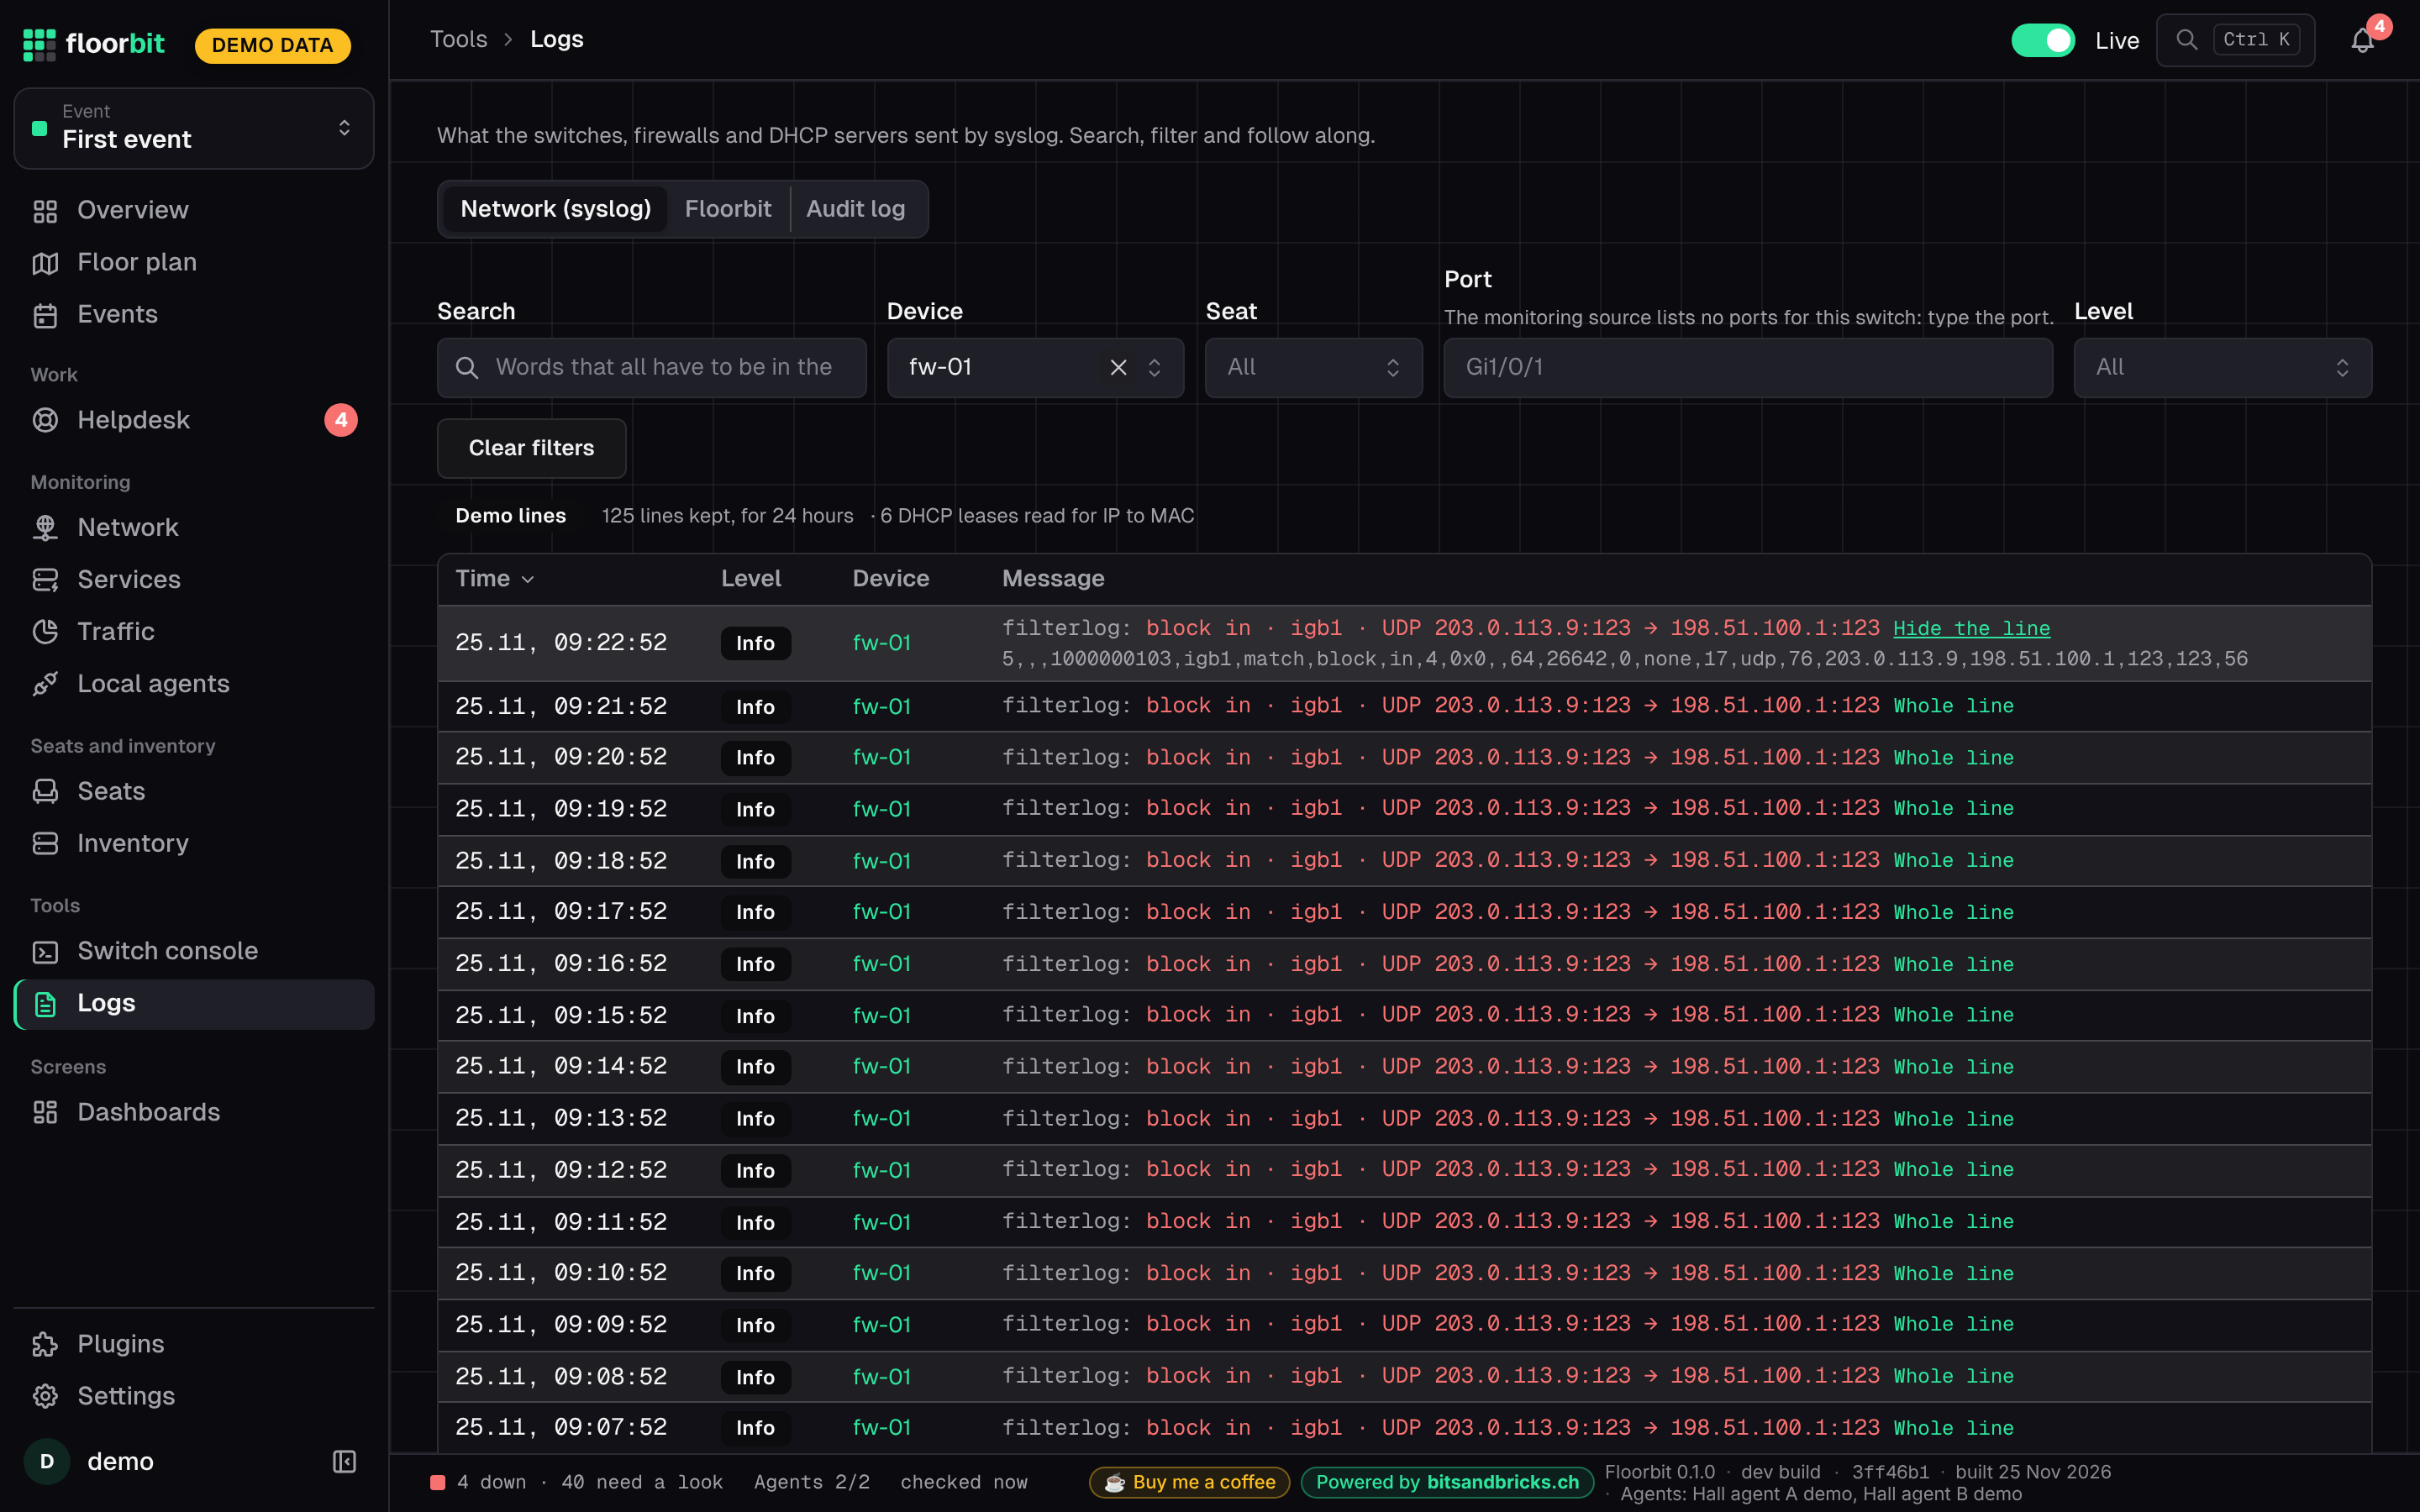 floorbit DEMO DATA
Event
First event
Overview
Floor plan
Events
Work
Helpdesk 4
Monitoring
Network
Services
Traffic
Local agents
Seats and inventory
Seats
Inventory
Tools
Switch console
Logs
Screens
Dashboards
Plugins
Settings
D demo
Tools > Logs
Live Ctrl K 4
What the switches, firewalls and DHCP servers sent by syslog. Search, filter and follow along.
Network (syslog) Floorbit Audit log
Search Device Seat Port Level
The monitoring source lists no ports for this switch: type the port.
Words that all have to be in the fw-01 All Gi1/0/1 All
Clear filters
Demo lines 125 lines kept, for 24 hours · 6 DHCP leases read for IP to MAC
Time Level Device Message
25.11, 09:22:52 Info fw-01 filterlog: block in · igb1 · UDP 203.0.113.9:123 → 198.51.100.1:123 Hide the line
5,,,1000000103,igb1,match,block,in,4,0x0,,64,26642,0,none,17,udp,76,203.0.113.9,198.51.100.1,123,123,56
25.11, 09:21:52 Info fw-01 filterlog: block in · igb1 · UDP 203.0.113.9:123 → 198.51.100.1:123 Whole line
25.11, 09:20:52 Info fw-01 filterlog: block in · igb1 · UDP 203.0.113.9:123 → 198.51.100.1:123 Whole line
25.11, 09:19:52 Info fw-01 filterlog: block in · igb1 · UDP 203.0.113.9:123 → 198.51.100.1:123 Whole line
25.11, 09:18:52 Info fw-01 filterlog: block in · igb1 · UDP 203.0.113.9:123 → 198.51.100.1:123 Whole line
25.11, 09:17:52 Info fw-01 filterlog: block in · igb1 · UDP 203.0.113.9:123 → 198.51.100.1:123 Whole line
25.11, 09:16:52 Info fw-01 filterlog: block in · igb1 · UDP 203.0.113.9:123 → 198.51.100.1:123 Whole line
25.11, 09:15:52 Info fw-01 filterlog: block in · igb1 · UDP 203.0.113.9:123 → 198.51.100.1:123 Whole line
25.11, 09:14:52 Info fw-01 filterlog: block in · igb1 · UDP 203.0.113.9:123 → 198.51.100.1:123 Whole line
25.11, 09:13:52 Info fw-01 filterlog: block in · igb1 · UDP 203.0.113.9:123 → 198.51.100.1:123 Whole line
25.11, 09:12:52 Info fw-01 filterlog: block in · igb1 · UDP 203.0.113.9:123 → 198.51.100.1:123 Whole line
25.11, 09:11:52 Info fw-01 filterlog: block in · igb1 · UDP 203.0.113.9:123 → 198.51.100.1:123 Whole line
25.11, 09:10:52 Info fw-01 filterlog: block in · igb1 · UDP 203.0.113.9:123 → 198.51.100.1:123 Whole line
25.11, 09:09:52 Info fw-01 filterlog: block in · igb1 · UDP 203.0.113.9:123 → 198.51.100.1:123 Whole line
25.11, 09:08:52 Info fw-01 filterlog: block in · igb1 · UDP 203.0.113.9:123 → 198.51.100.1:123 Whole line
25.11, 09:07:52 Info fw-01 filterlog: block in · igb1 · UDP 203.0.113.9:123 → 198.51.100.1:123 Whole line
4 down · 40 need a look Agents 2/2 checked now Buy me a coffee Powered by bitsandbricks.ch Floorbit 0.1.0 · dev build · 3ff46b1 · built 25 Nov 2026
· Agents: Hall agent A demo, Hall agent B demo